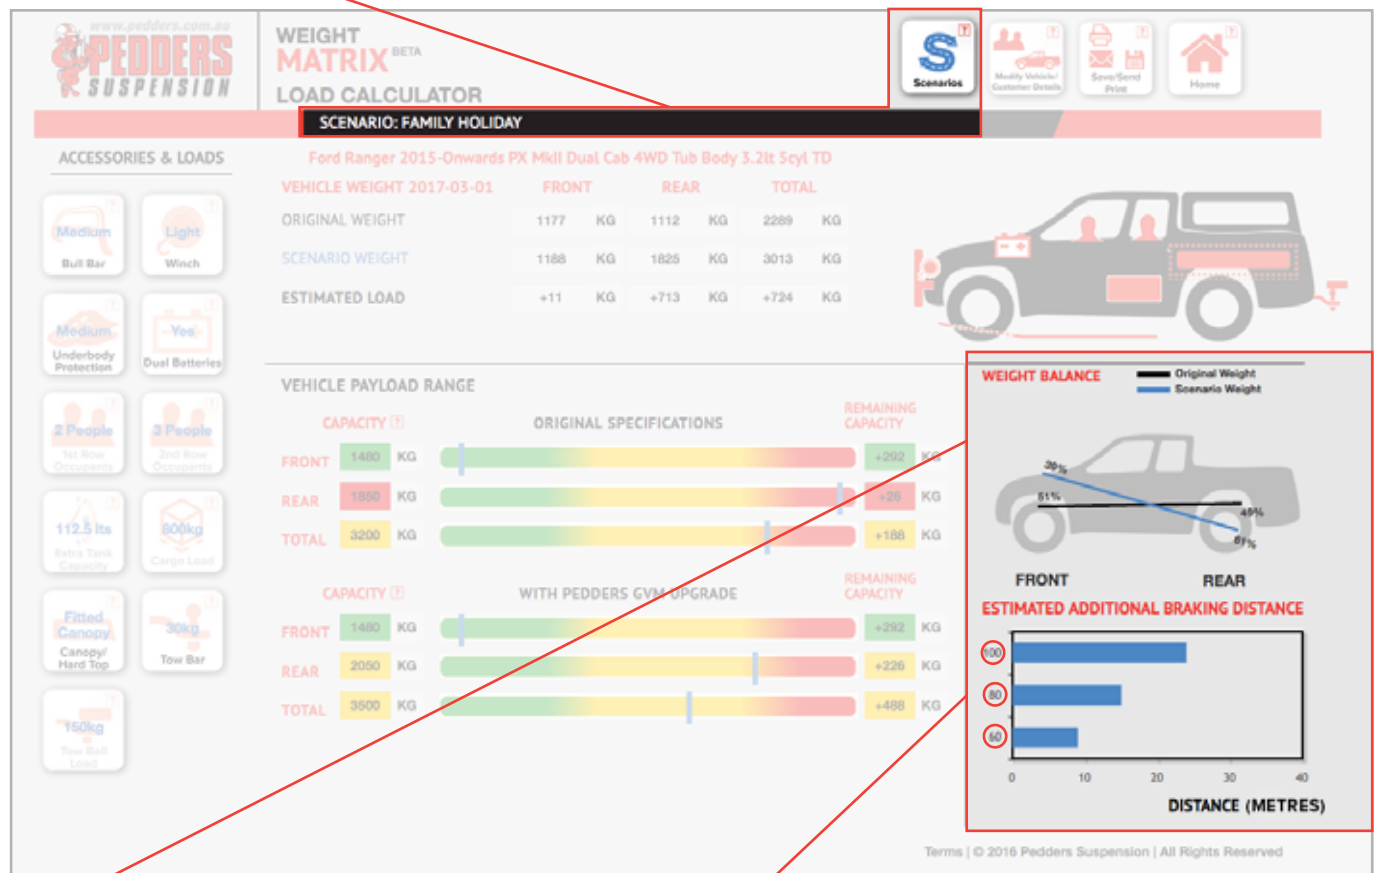 www.pedders.com.au
PEDDERS
SUSPENSION
WEIGHT
MATRIX BETA
LOAD CALCULATOR
Scenarios
Modify Vehicle/
Customer Details
Save/Send
Print
Home
SCENARIO: FAMILY HOLIDAY
ACCESSORIES & LOADS
Medium
Bull Bar
Light
Winch
Medium
Underbody
Protection
Yes
Dual Batteries
2 People
1st Row
Occupants
3 People
2nd Row
Occupants
112.5 lts
Extra Tank
Capacity
800kg
Cargo Load
Fitted
Canopy
Canopy/
Hard Top
30kg
Tow Bar
150kg
Tow Ball
Load
Ford Ranger 2015-Onwards PX MkII Dual Cab 4WD Tub Body 3.2lt 5cyl TD
VEHICLE WEIGHT 2017-03-01 FRONT REAR TOTAL
ORIGINAL WEIGHT 1177 KG 1112 KG 2289 KG
SCENARIO WEIGHT 1188 KG 1825 KG 3013 KG
ESTIMATED LOAD +11 KG +713 KG +724 KG
VEHICLE PAYLOAD RANGE
CAPACITY ? ORIGINAL SPECIFICATIONS REMAINING
CAPACITY
FRONT 1480 KG +292 KG
REAR 1850 KG +26 KG
TOTAL 3200 KG +188 KG
CAPACITY ? WITH PEDDERS GVM UPGRADE REMAINING
CAPACITY
FRONT 1480 KG +292 KG
REAR 2050 KG +226 KG
TOTAL 3500 KG +488 KG
WEIGHT BALANCE
Original Weight
Scenario Weight
39%
51%
49%
61%
FRONT REAR
ESTIMATED ADDITIONAL BRAKING DISTANCE
100
80
60
0 10 20 30 40
DISTANCE (METRES)
Terms | © 2016 Pedders Suspension | All Rights Reserved